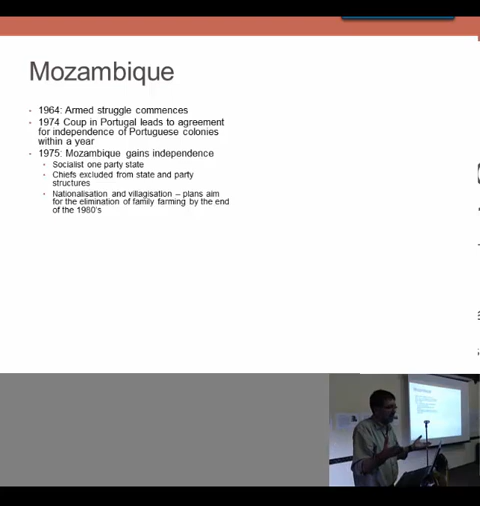 Mozambique
- 1964: Armed struggle commences
- 1974 Coup in Portugal leads to agreement
for independence of Portuguese colonies
within a year
- 1975: Mozambique gains independence
- Socialist one party state
- Chiefs excluded from state and party
structures
- Nationalisation and villagisation – plans aim
for the elimination of family farming by the end
of the 1980's